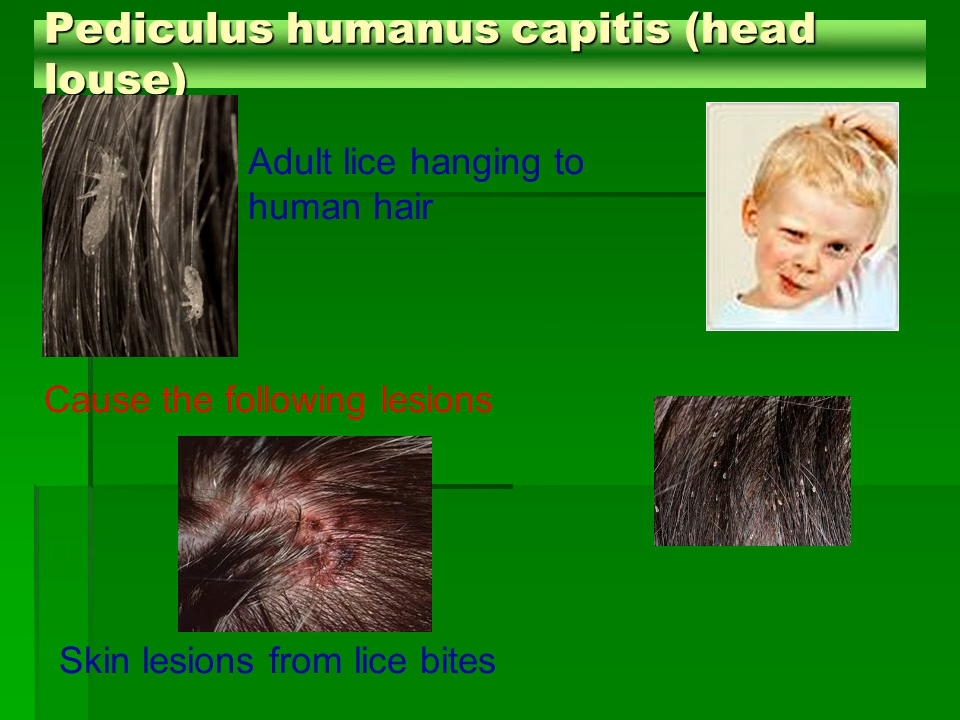 Pediculus humanus capitis (head
louse)
Adult lice hanging to
human hair
Cause the following lesions
Skin lesions from lice bites